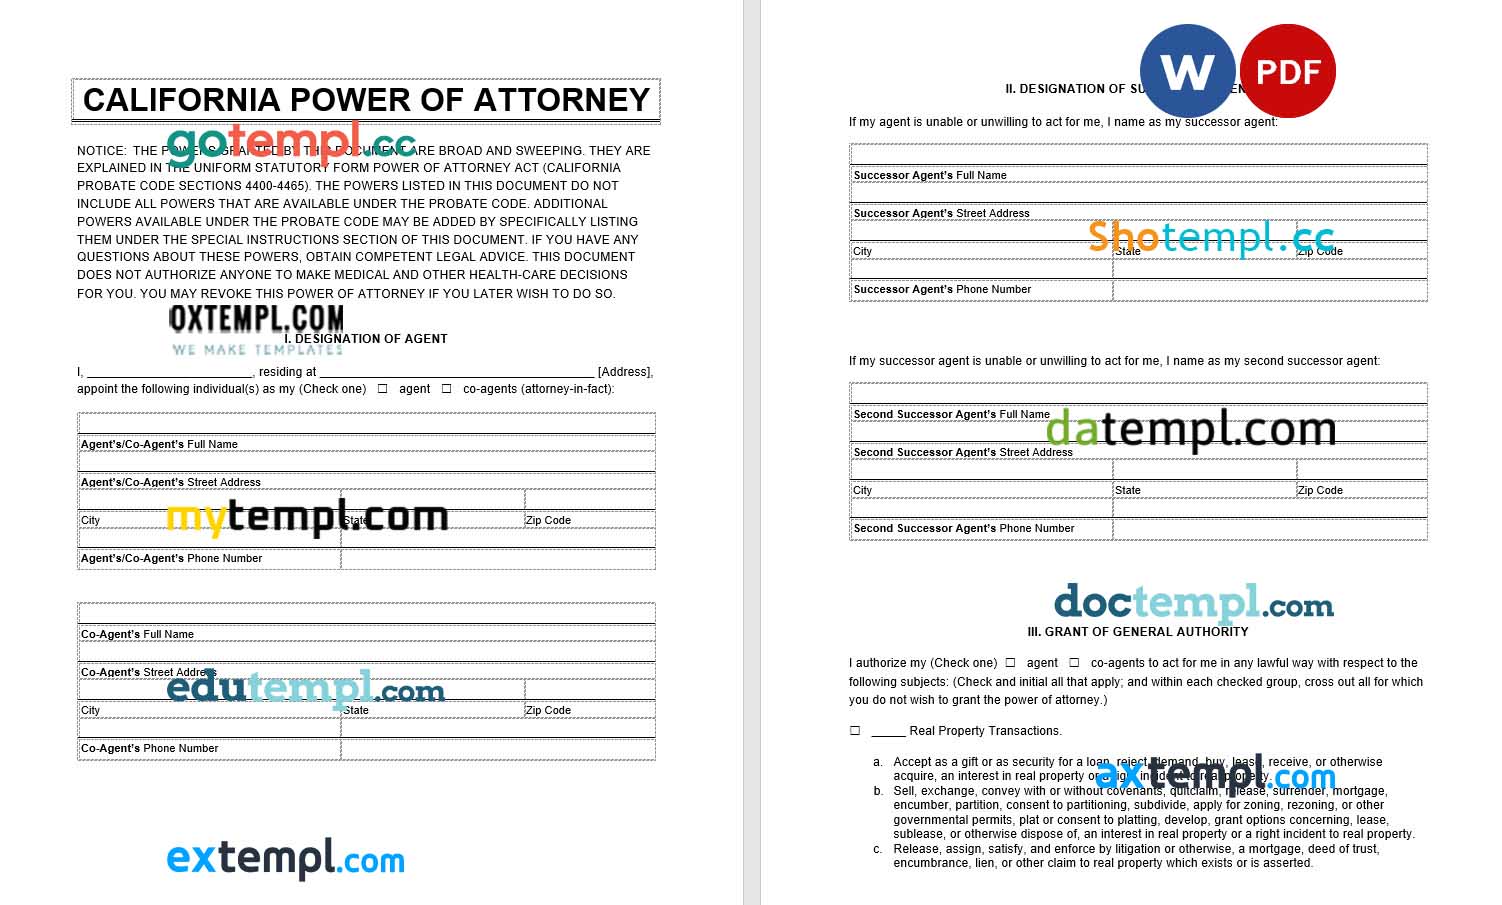 CALIFORNIA POWER OF ATTORNEY
gotempl.cc
NOTICE: THE POWERS GRANTED BY THIS DOCUMENT ARE BROAD AND SWEEPING. THEY ARE
EXPLAINED IN THE UNIFORM STATUTORY FORM POWER OF ATTORNEY ACT (CALIFORNIA
PROBATE CODE SECTIONS 4400-4465). THE POWERS LISTED IN THIS DOCUMENT DO NOT
INCLUDE ALL POWERS THAT ARE AVAILABLE UNDER THE PROBATE CODE. ADDITIONAL
POWERS AVAILABLE UNDER THE PROBATE CODE MAY BE ADDED BY SPECIFICALLY LISTING
THEM UNDER THE SPECIAL INSTRUCTIONS SECTION OF THIS DOCUMENT. IF YOU HAVE ANY
QUESTIONS ABOUT THESE POWERS, OBTAIN COMPETENT LEGAL ADVICE. THIS DOCUMENT
DOES NOT AUTHORIZE ANYONE TO MAKE MEDICAL AND OTHER HEALTH-CARE DECISIONS
FOR YOU. YOU MAY REVOKE THIS POWER OF ATTORNEY IF YOU LATER WISH TO DO SO.
OXTEMPL.COM
WE MAKE TEMPLATES
I. DESIGNATION OF AGENT
I, _________________________, residing at __________________________________________ [Address],
appoint the following individual(s) as my (Check one) ☐ agent ☐ co-agents (attorney-in-fact):
Agent's/Co-Agent's Full Name
Agent's/Co-Agent's Street Address
mytempl.com
City State Zip Code
Agent's/Co-Agent's Phone Number
Co-Agent's Full Name
Co-Agent's Street Address
edutempl.com
City State Zip Code
Co-Agent's Phone Number
extempl.com
W PDF
II. DESIGNATION OF
If my agent is unable or unwilling to act for me, I name as my successor agent:
Successor Agent's Full Name
Successor Agent's Street Address
Shotempl.cc
City State Zip Code
Successor Agent's Phone Number
If my successor agent is unable or unwilling to act for me, I name as my second successor agent:
Second Successor Agent's Full Name
datempl.com
Second Successor Agent's Street Address
City State Zip Code
Second Successor Agent's Phone Number
doctempl.com
III. GRANT OF GENERAL AUTHORITY
I authorize my (Check one) ☐ agent ☐ co-agents to act for me in any lawful way with respect to the
following subjects: (Check and initial all that apply; and within each checked group, cross out all for which
you do not wish to grant the power of attorney.)
☐ _____ Real Property Transactions.
a. Accept as a gift or as security for a loan, reject, demand, buy, lease, receive, or otherwise
acquire, an interest in real property or a right incident to real property.
axtempl.com
b. Sell, exchange, convey with or without covenants, quitclaim, release, surrender, mortgage,
encumber, partition, consent to partitioning, subdivide, apply for zoning, rezoning, or other
governmental permits, plat or consent to platting, develop, grant options concerning, lease,
sublease, or otherwise dispose of, an interest in real property or a right incident to real property.
c. Release, assign, satisfy, and enforce by litigation or otherwise, a mortgage, deed of trust,
encumbrance, lien, or other claim to real property which exists or is asserted.